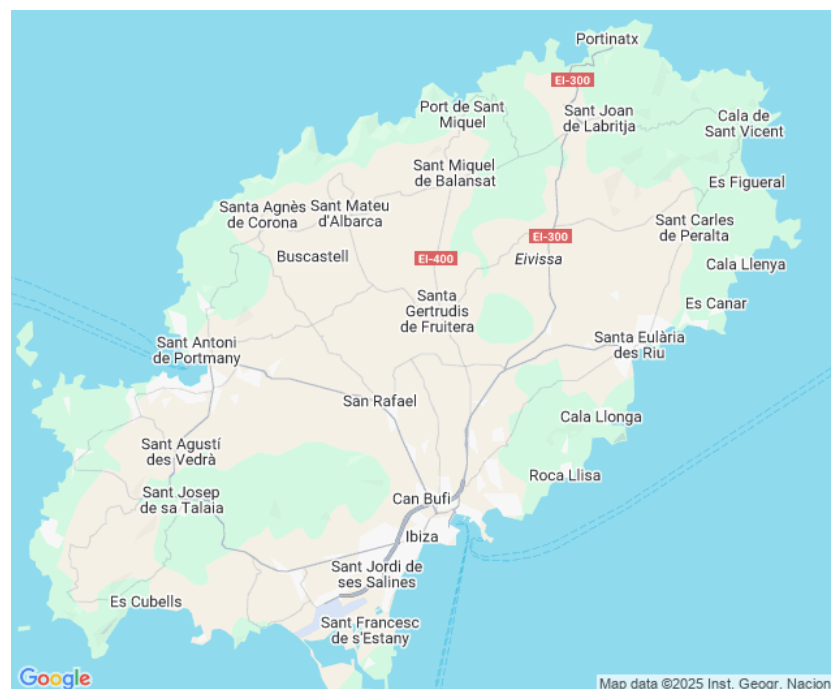 Portinatx
EI-300
Port de Sant
Miquel
Sant Joan
de Labritja
Cala de
Sant Vicent
Sant Miquel
de Balansat
Es Figueral
Santa Agnès
de Corona
Sant Mateu
d'Albarca
Sant Carles
de Peralta
EI-300
Buscastell
EI-400
Eivissa
Cala Llenya
Santa
Gertrudis
de Fruitera
Es Canar
Sant Antoni
de Portmany
Santa Eulària
des Riu
San Rafael
Cala Llonga
Sant Agustí
des Vedrà
Roca Llisa
Sant Josep
de sa Talaia
Can Bufi
Ibiza
Sant Jordi de
ses Salines
Es Cubells
Sant Francesc
de s'Estany
Google
Map data ©2025 Inst. Geogr. Nacion